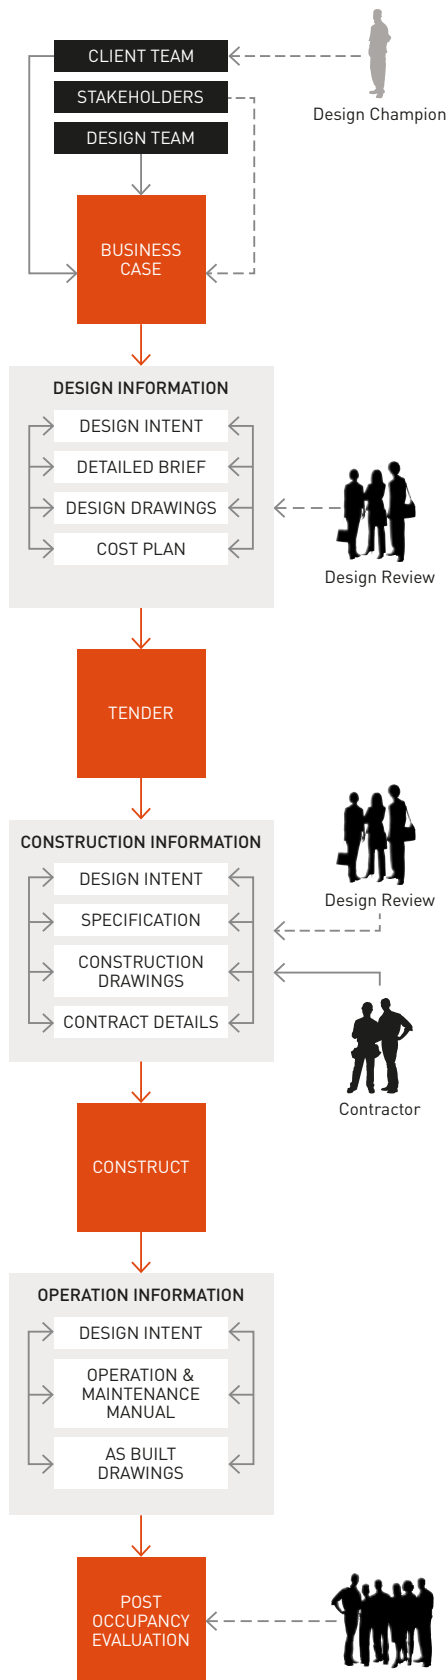 CLIENT TEAM
STAKEHOLDERS
Design Champion
DESIGN TEAM
BUSINESS
CASE
DESIGN INFORMATION
DESIGN INTENT
DETAILED BRIEF
DESIGN DRAWINGS
COST PLAN
Design Review
TENDER
CONSTRUCTION INFORMATION
DESIGN INTENT
SPECIFICATION
Design Review
CONSTRUCTION
DRAWINGS
CONTRACT DETAILS
Contractor
CONSTRUCT
OPERATION INFORMATION
DESIGN INTENT
OPERATION &
MAINTENANCE
MANUAL
AS BUILT
DRAWINGS
POST
OCCUPANCY
EVALUATION